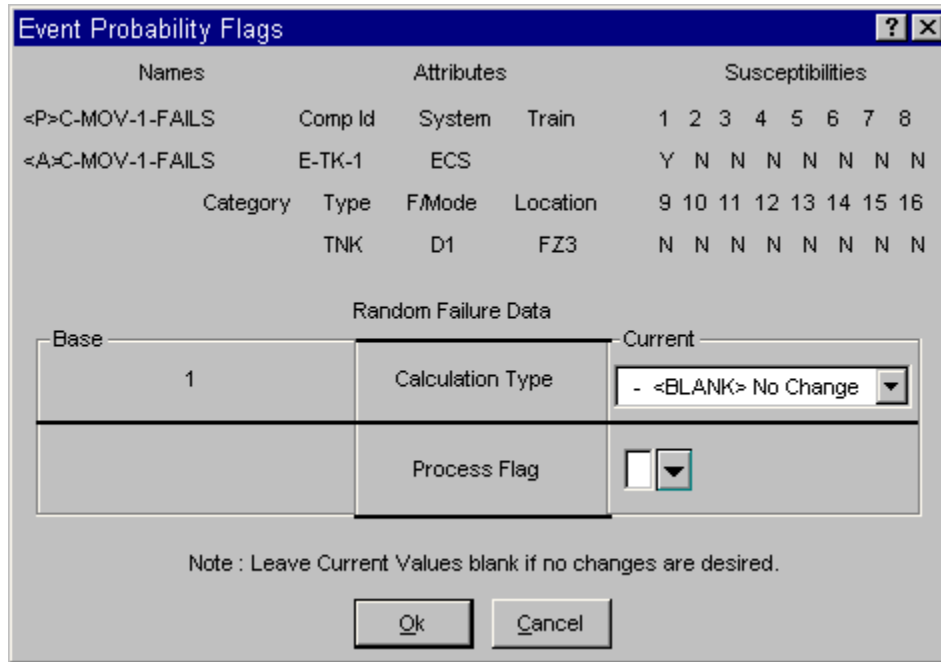 Event Probability Flags
Names Attributes Susceptibilities
<P>C-MOV-1-FAILS Comp Id System Train 1 2 3 4 5 6 7 8
<A>C-MOV-1-FAILS E-TK-1 ECS Y N N N N N N N
Category Type F/Mode Location 9 10 11 12 13 14 15 16
TNK D1 FZ3 N N N N N N N N
Random Failure Data
Base Current
1 Calculation Type - <BLANK> No Change
Process Flag
Note : Leave Current Values blank if no changes are desired.
Ok Cancel